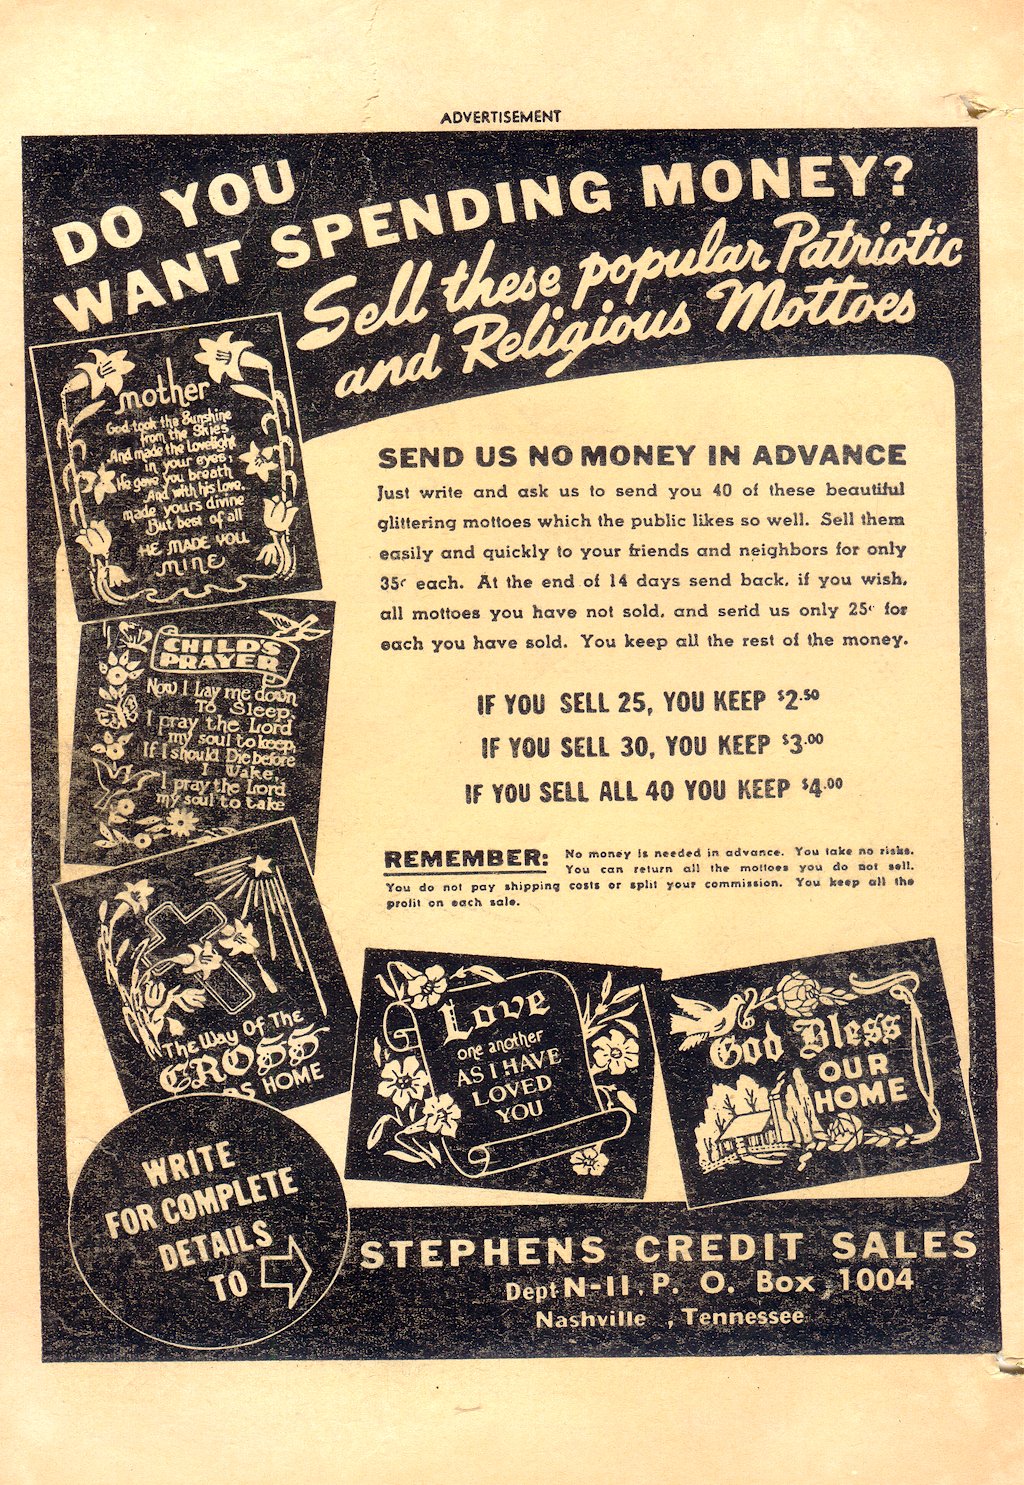 ADVERTISEMENT
DO YOU
WANT SPENDING MONEY?
Sell these popular Patriotic
and Religious Mottoes
mother
God took the Sunshine
from the Skies
And made the Lovelight
in your eyes,
He gave you breath
And with his Love,
made yours divine
But best of all
HE MADE YOU
MINE
CHILD'S
PRAYER
Now I Lay me down
To Sleep,
I pray the Lord
my soul to keep,
If I should Die before
I Wake,
I pray the Lord
my soul to take
The Way Of The
CROSS
HOME
SEND US NO MONEY IN ADVANCE
Just write and ask us to send you 40 of these beautiful
glittering mottoes which the public likes so well. Sell them
easily and quickly to your friends and neighbors for only
35¢ each. At the end of 14 days send back, if you wish,
all mottoes you have not sold, and send us only 25¢ for
each you have sold. You keep all the rest of the money.
IF YOU SELL 25, YOU KEEP $2.50
IF YOU SELL 30, YOU KEEP $3.00
IF YOU SELL ALL 40 YOU KEEP $4.00
REMEMBER: No money is needed in advance. You take no risks.
You can return all the mottoes you do not sell.
You do not pay shipping costs or split your commission. You keep all the
profit on each sale.
Love
one another
AS I HAVE
LOVED
YOU
God Bless
OUR
HOME
WRITE
FOR COMPLETE
DETAILS
TO
STEPHENS CREDIT SALES
Dept N-11, P. O. Box 1004
Nashville , Tennessee